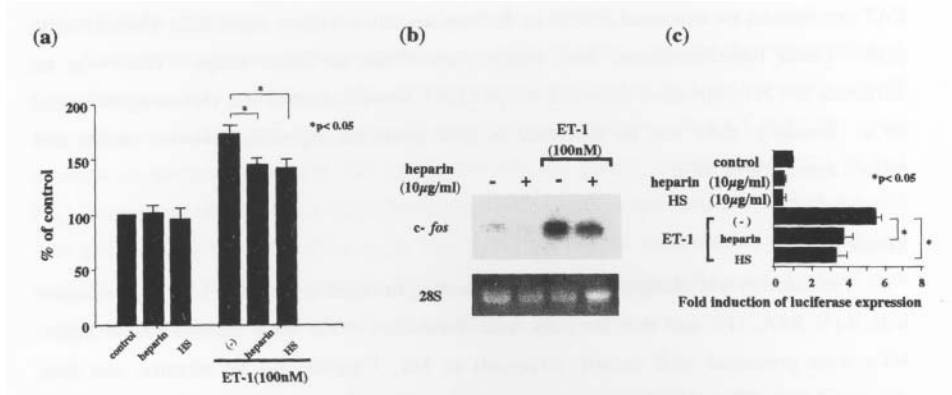 (a)
200
150
100
50
0
% of control
*
*
*p< 0.05
control
heparin
HS
(-)
heparin
HS
ET-1(100nM)
(b)
ET-1
(100nM)
heparin
(10μg/ml)
- + - +
c- fos
28S
(c)
control
heparin (10μg/ml)
HS (10μg/ml)
*p< 0.05
ET-1
(-)
heparin
HS
*
*
0 2 4 6 8
Fold induction of luciferase expression